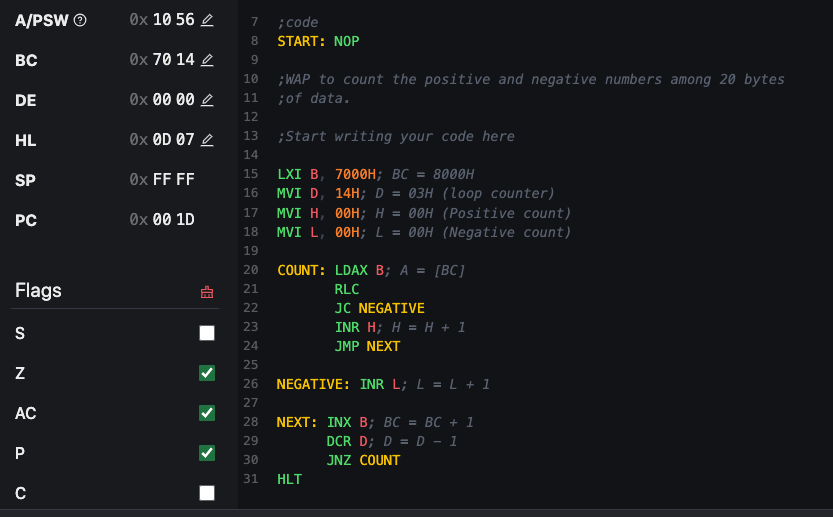 A/PSW 0x 10 56
BC 0x 70 14
DE 0x 00 00
HL 0x 0D 07
SP 0x FF FF
PC 0x 00 1D
Flags
S
Z
AC
P
C
7 ;code
8 START: NOP
9
10 ;WAP to count the positive and negative numbers among 20 bytes
11 ;of data.
12
13 ;Start writing your code here
14
15 LXI B, 7000H; BC = 8000H
16 MVI D, 14H; D = 03H (loop counter)
17 MVI H, 00H; H = 00H (Positive count)
18 MVI L, 00H; L = 00H (Negative count)
19
20 COUNT: LDAX B; A = [BC]
21 RLC
22 JC NEGATIVE
23 INR H; H = H + 1
24 JMP NEXT
25
26 NEGATIVE: INR L; L = L + 1
27
28 NEXT: INX B; BC = BC + 1
29 DCR D; D = D - 1
30 JNZ COUNT
31 HLT